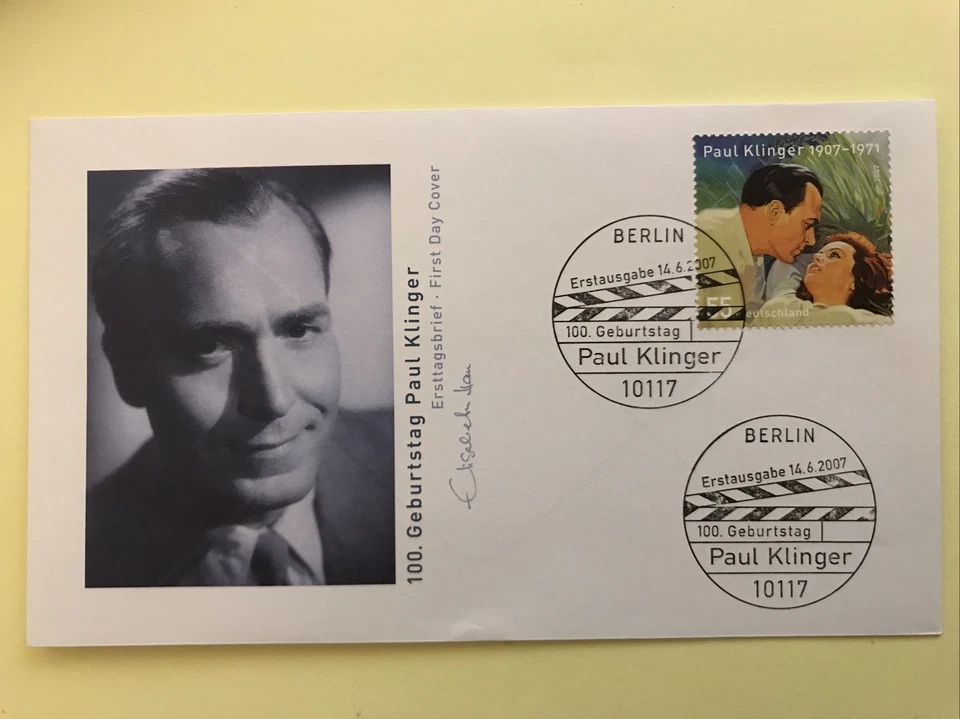 100. Geburtstag Paul Klinger
Ersttagsbrief · First Day Cover
Elisabeth
Paul Klinger 1907–1971
2007
55 Deutschland
BERLIN
Erstausgabe 14.6.2007
100. Geburtstag
Paul Klinger
10117
BERLIN
Erstausgabe 14.6.2007
100. Geburtstag
Paul Klinger
10117